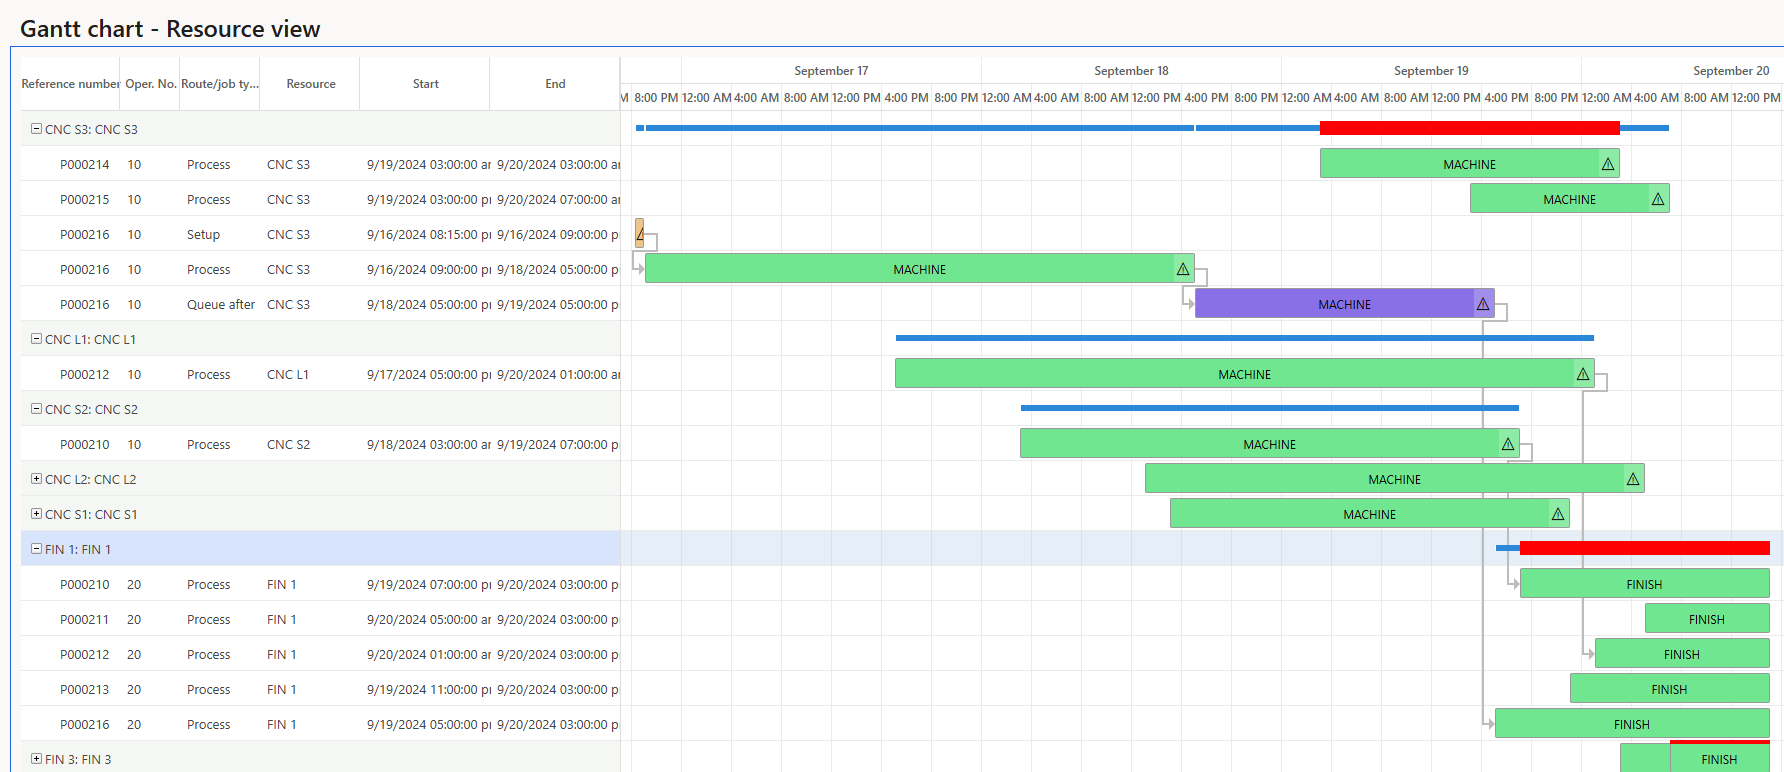 Gantt chart - Resource view
Reference number Oper. No. Route/job ty... Resource Start End
September 17 September 18 September 19 September 20
M 8:00 PM 12:00 AM 4:00 AM 8:00 AM 12:00 PM 4:00 PM 8:00 PM 12:00 AM 4:00 AM 8:00 AM 12:00 PM 4:00 PM 8:00 PM 12:00 AM 4:00 AM 8:00 AM 12:00 PM 4:00 PM 8:00 PM 12:00 AM 4:00 AM 8:00 AM 12:00 PM
CNC S3: CNC S3
P000214 10 Process CNC S3 9/19/2024 03:00:00 ar 9/20/2024 03:00:00 ar MACHINE
P000215 10 Process CNC S3 9/19/2024 03:00:00 p 9/20/2024 07:00:00 ar MACHINE
P000216 10 Setup CNC S3 9/16/2024 08:15:00 p 9/16/2024 09:00:00 p
P000216 10 Process CNC S3 9/16/2024 09:00:00 p 9/18/2024 05:00:00 p MACHINE
P000216 10 Queue after CNC S3 9/18/2024 05:00:00 p 9/19/2024 05:00:00 p MACHINE
CNC L1: CNC L1
P000212 10 Process CNC L1 9/17/2024 05:00:00 p 9/20/2024 01:00:00 ar MACHINE
CNC S2: CNC S2
P000210 10 Process CNC S2 9/18/2024 03:00:00 ar 9/19/2024 07:00:00 p MACHINE
CNC L2: CNC L2 MACHINE
CNC S1: CNC S1 MACHINE
FIN 1: FIN 1
P000210 20 Process FIN 1 9/19/2024 07:00:00 p 9/20/2024 03:00:00 p FINISH
P000211 20 Process FIN 1 9/20/2024 05:00:00 ar 9/20/2024 03:00:00 p FINISH
P000212 20 Process FIN 1 9/20/2024 01:00:00 ar 9/20/2024 03:00:00 p FINISH
P000213 20 Process FIN 1 9/19/2024 11:00:00 p 9/20/2024 03:00:00 p FINISH
P000216 20 Process FIN 1 9/19/2024 05:00:00 p 9/20/2024 03:00:00 p FINISH
FIN 3: FIN 3 FINISH